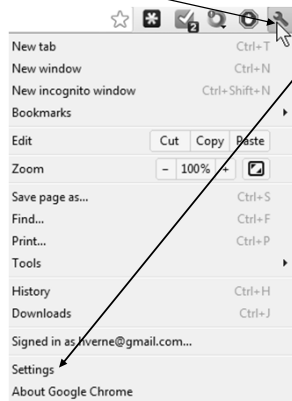 2
New tab Ctrl+T
New window Ctrl+N
New incognito window Ctrl+Shift+N
Bookmarks
Edit Cut Copy Paste
Zoom - 100% +
Save page as... Ctrl+S
Find... Ctrl+F
Print... Ctrl+P
Tools
History Ctrl+H
Downloads Ctrl+J
Signed in as hverne@gmail.com...
Settings
About Google Chrome